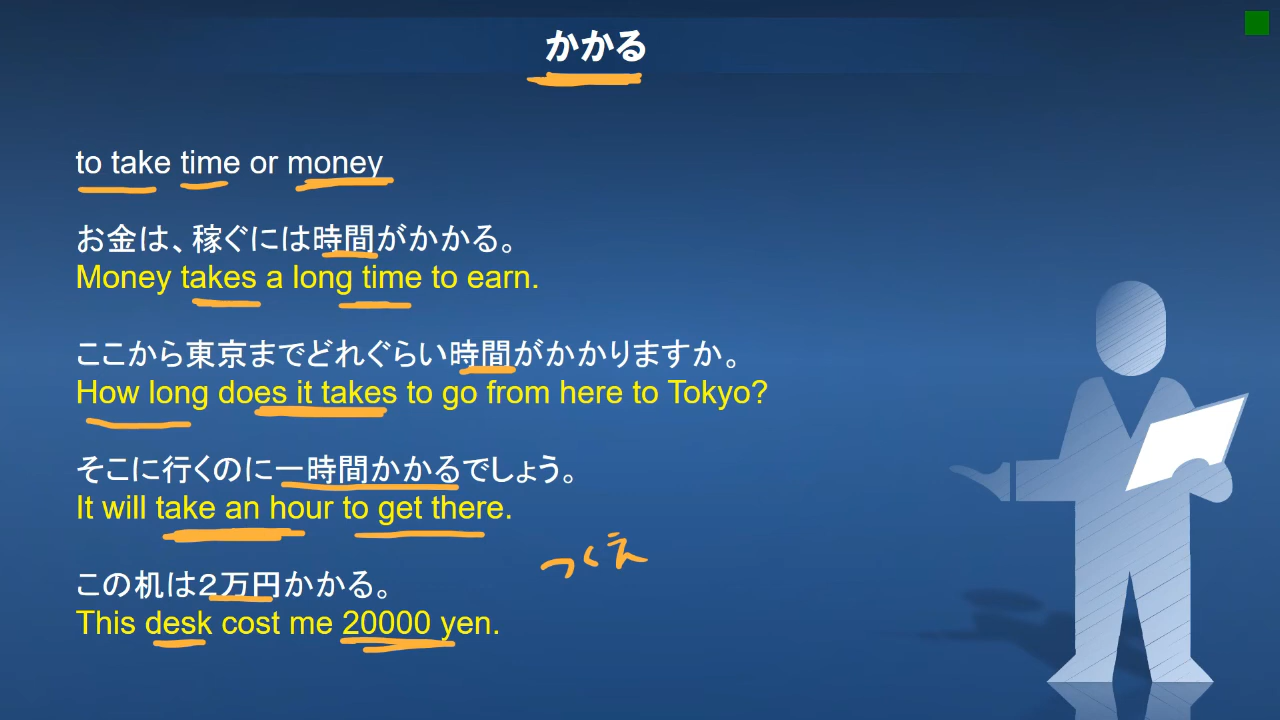 かかる
to take time or money
お金は、稼ぐには時間がかかる。
Money takes a long time to earn.
ここから東京までどれぐらい時間がかかりますか。
How long does it takes to go from here to Tokyo?
そこに行くのに一時間かかるでしょう。
It will take an hour to get there.
つくえ
この机は２万円かかる。
This desk cost me 20000 yen.